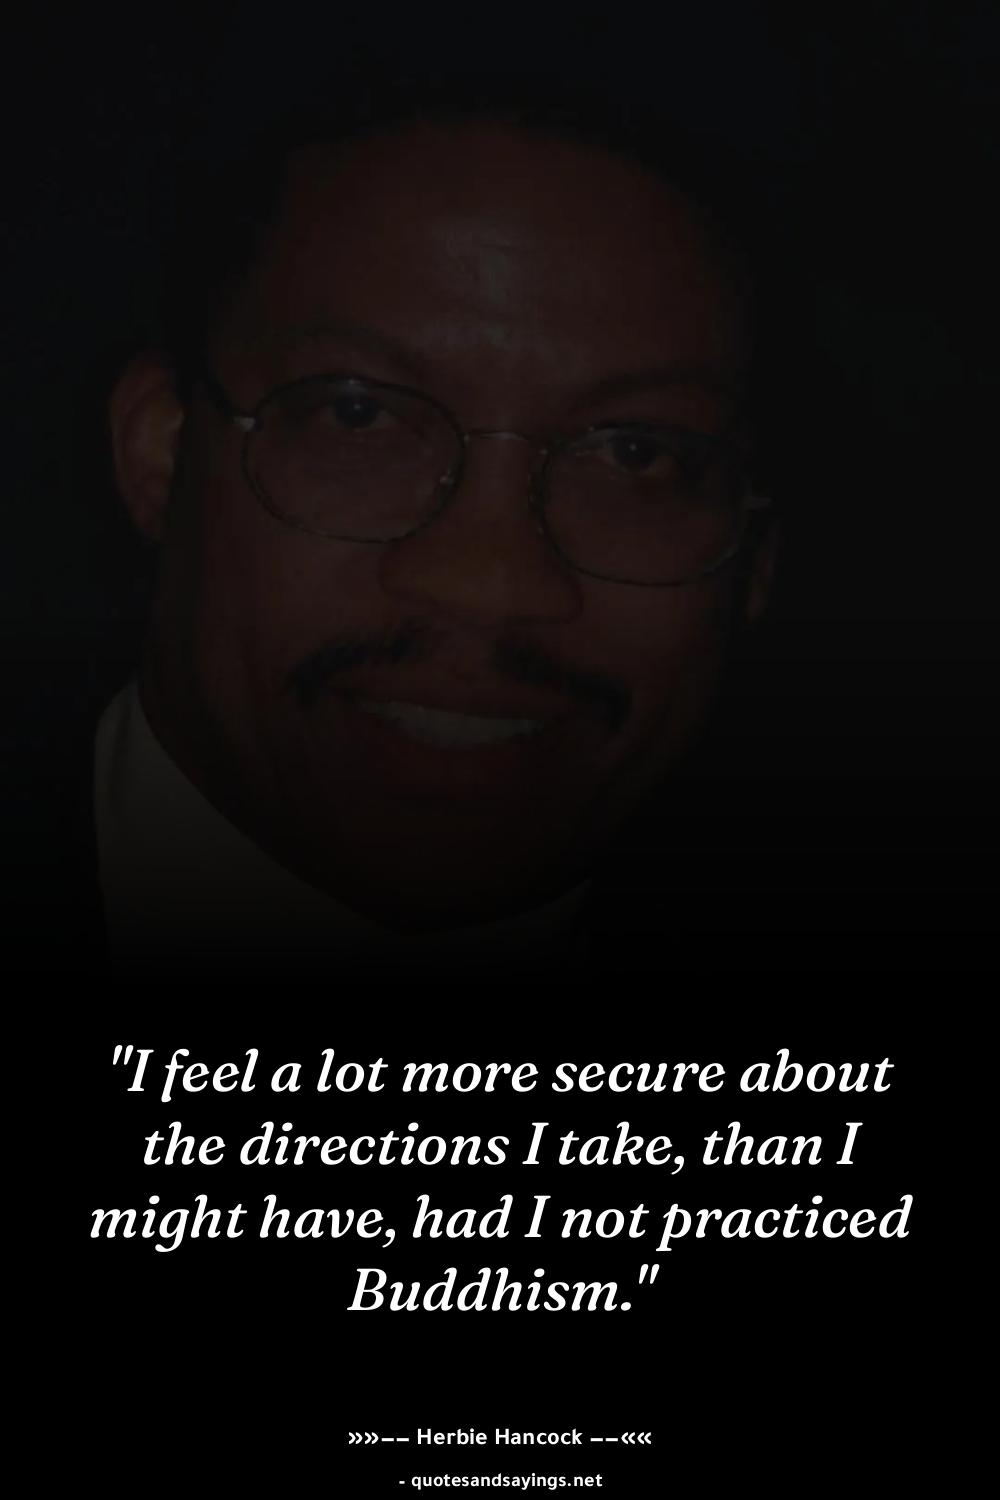 "I feel a lot more secure about
the directions I take, than I
might have, had I not practiced
Buddhism."
»»−− Herbie Hancock −−««
- quotesandsayings.net